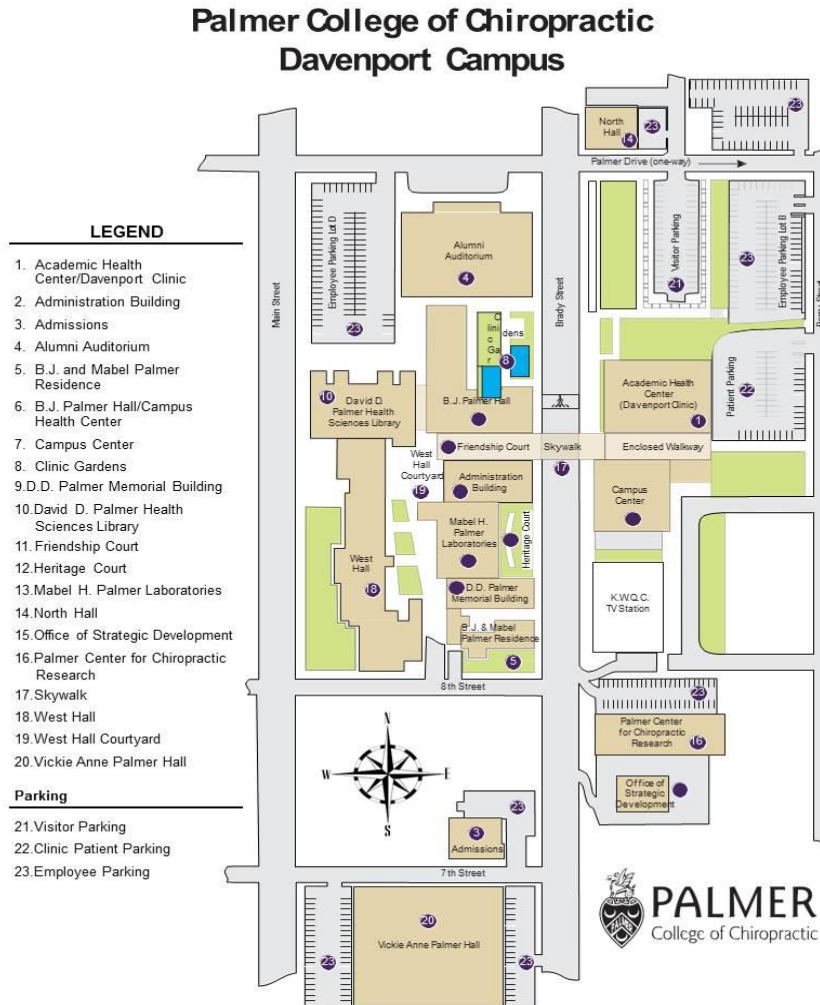 Palmer College of Chiropractic
Davenport Campus
LEGEND
1. Academic Health
Center/Davenport Clinic
2. Administration Building
3. Admissions
4. Alumni Auditorium
5. B.J. and Mabel Palmer
Residence
6. B.J. Palmer Hall/Campus
Health Center
7. Campus Center
8. Clinic Gardens
9.D.D. Palmer Memorial Building
10.David D. Palmer Health
Sciences Library
11. Friendship Court
12. Heritage Court
13.Mabel H. Palmer Laboratories
14.North Hall
15.Office of Strategic Development
16.Palmer Center for Chiropractic
Research
17.Skywalk
18.West Hall
19.West Hall Courtyard
20.Vickie Anne Palmer Hall
Parking
21.Visitor Parking
22.Clinic Patient Parking
23.Employee Parking
North
Hall
14
23
23
Palmer Drive (one-way)
Main Street
Employee Parking Lot D
23
Alumni
Auditorium
4
Brady Street
Visitor Parking
21
Employee Parking Lot B
23
C
lini
c
Ga
r
dens
8
10
David D.
Palmer Health
Sciences Library
B.J. Palmer Hall
Academic Health
Center
(Davenport Clinic)
1
Patient Parking
22
Friendship Court
Skywalk
17
Enclosed Walkway
West
Hall
Courtyard
19
Administration
Building
Campus
Center
Mabel H.
Palmer
Laboratories
Heritage Court
West
Hall
18
D.D. Palmer
Memorial Building
K.W.Q.C.
TV Station
B.J. & Mabel
Palmer Residence
5
8th Street
23
Palmer Center
for Chiropractic
Research
16
N
W
E
S
Office of
Strategic
Development
23
3
Admissions
7th Street
20
Vickie Anne Palmer Hall
23
23
PALMER
College of Chiropractic